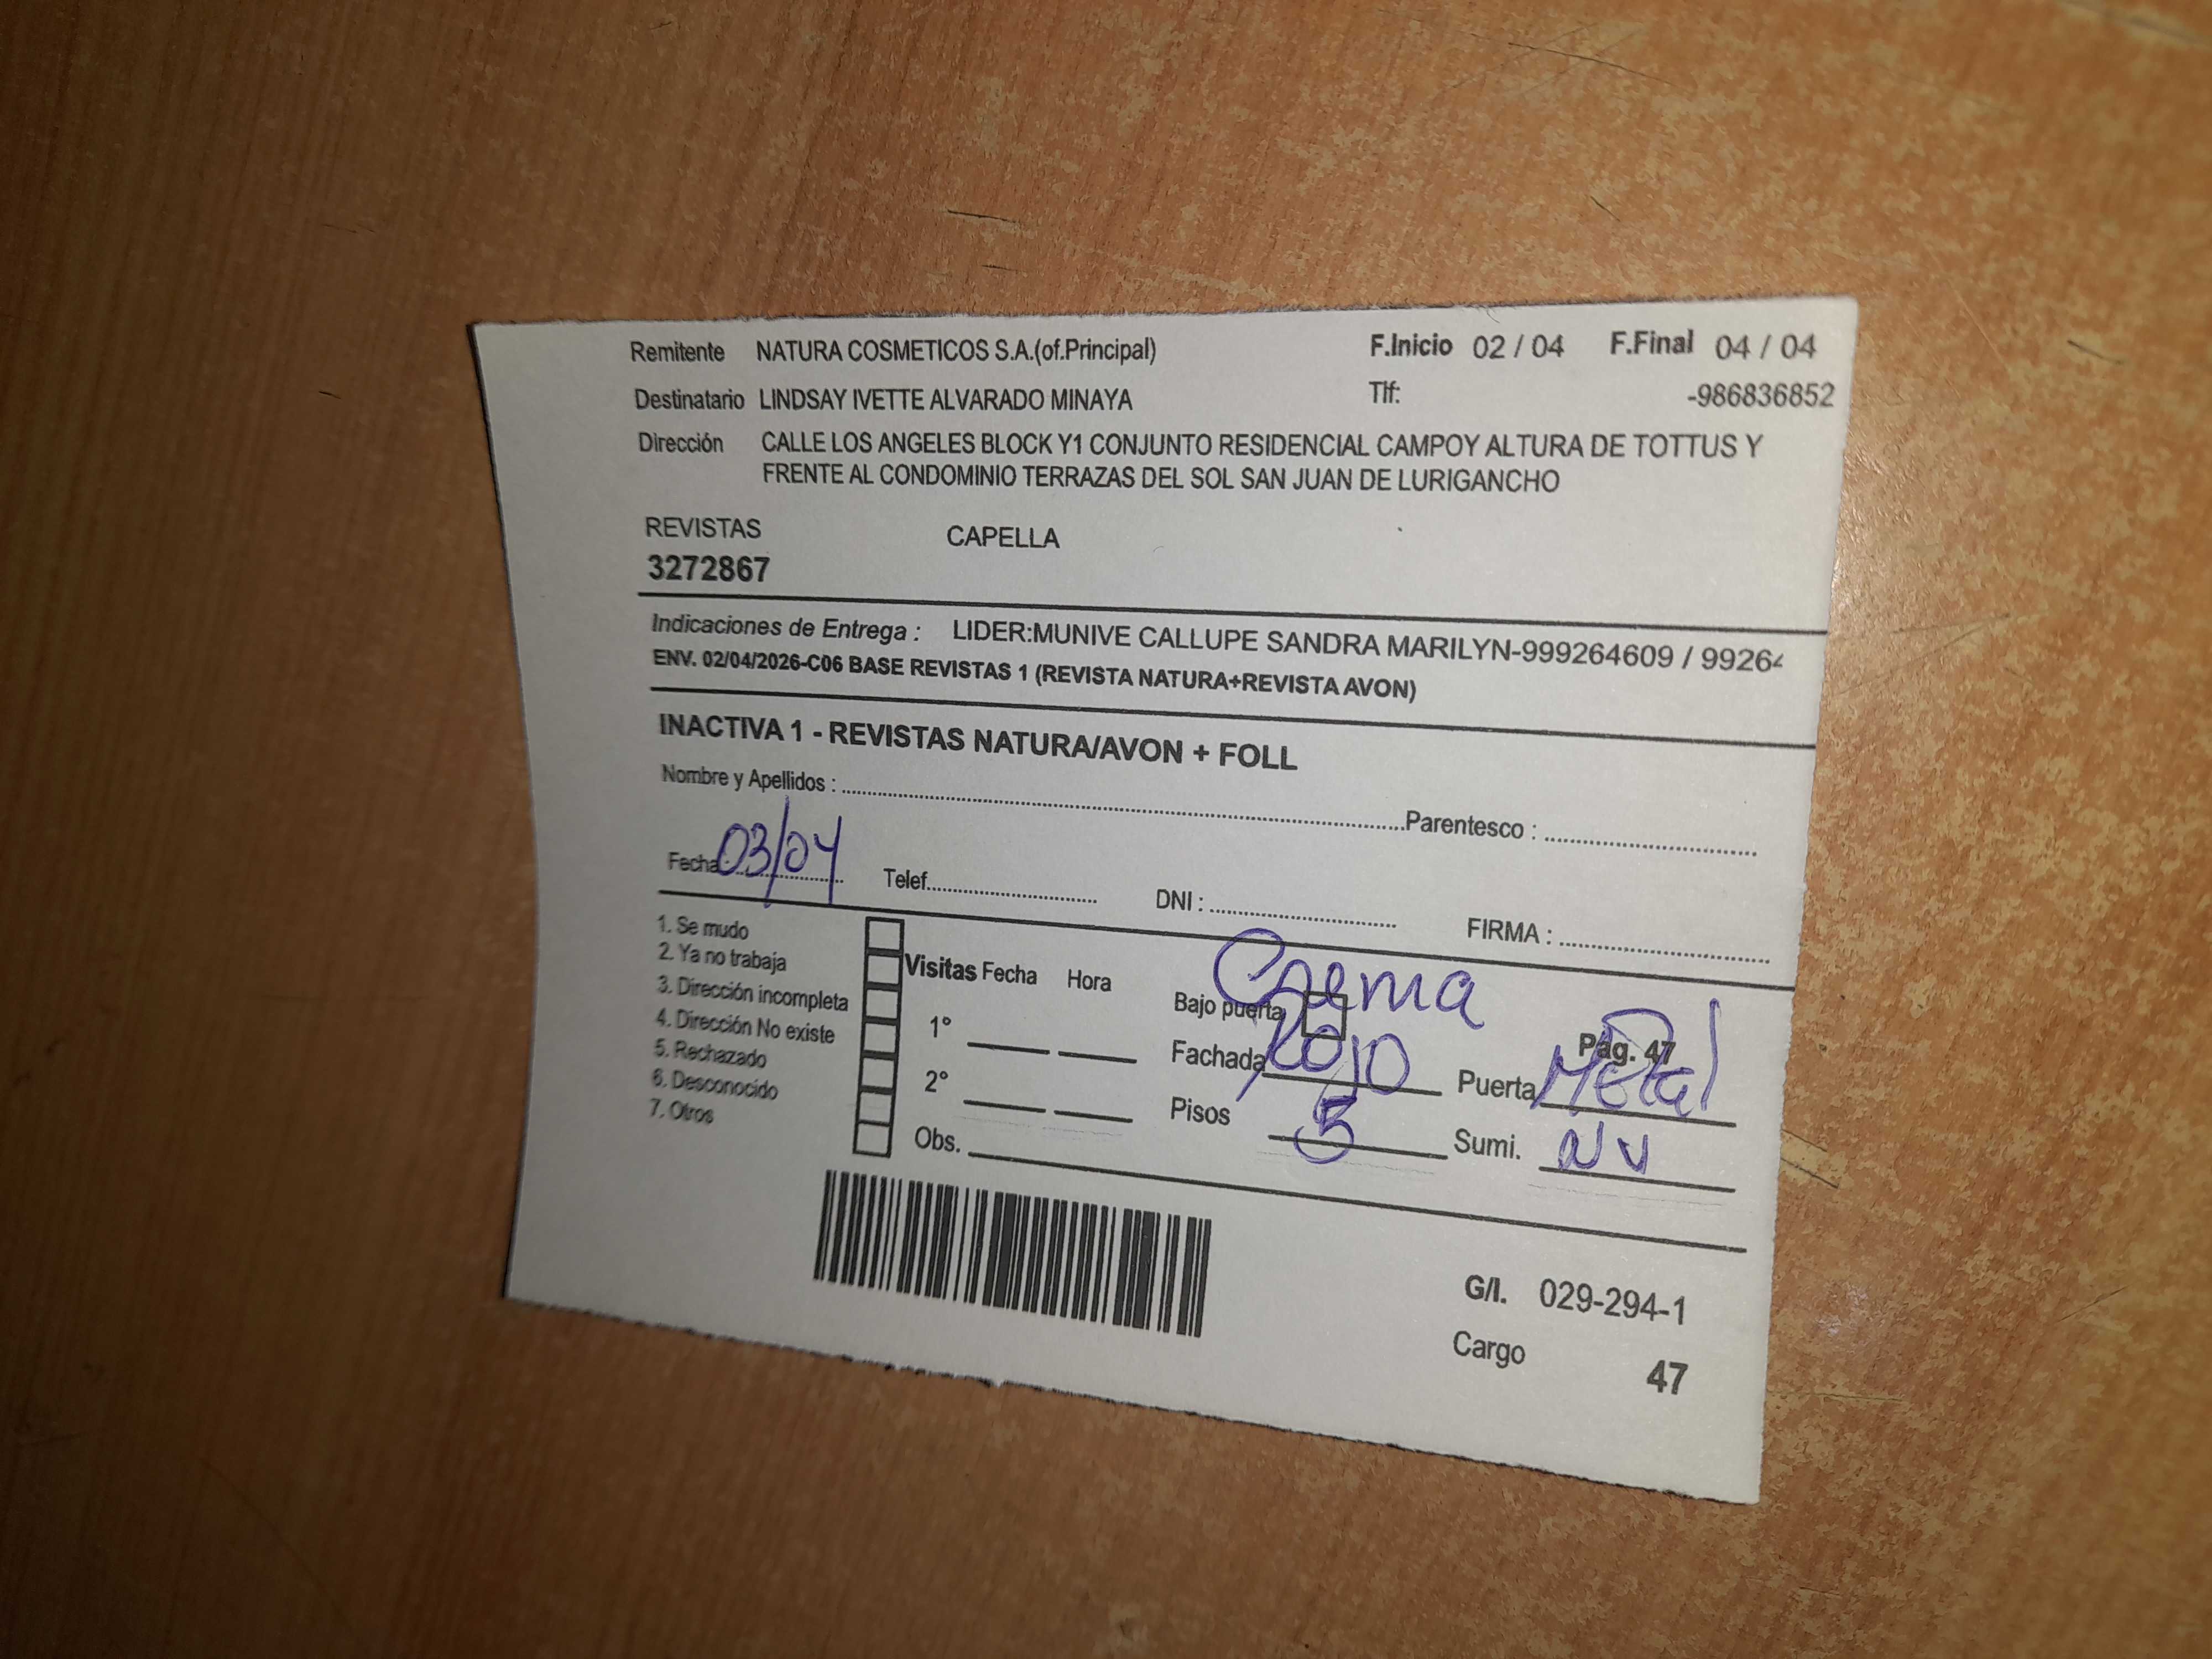 Remitente NATURA COSMETICOS S.A.(of.Principal) F.Inicio 02 / 04 F.Final 04 / 04
Destinatario LINDSAY IVETTE ALVARADO MINAYA Tlf: -986836852
Dirección CALLE LOS ANGELES BLOCK Y1 CONJUNTO RESIDENCIAL CAMPOY ALTURA DE TOTTUS Y
FRENTE AL CONDOMINIO TERRAZAS DEL SOL SAN JUAN DE LURIGANCHO
REVISTAS CAPELLA
3272867
Indicaciones de Entrega : LIDER:MUNIVE CALLUPE SANDRA MARILYN-999264609 / 99264
ENV. 02/04/2026-C06 BASE REVISTAS 1 (REVISTA NATURA+REVISTA AVON)
INACTIVA 1 - REVISTAS NATURA/AVON + FOLL
Nombre y Apellidos : Parentesco :
Fecha: 03/04 Telef. DNI : FIRMA :
1. Se mudo
2. Ya no trabaja
3. Dirección incompleta
4. Dirección No existe
5. Rechazado
6. Desconocido
7. Otros
Visitas Fecha Hora
1°
2°
Obs.
Crema
Bajo puerta Pág. 47
Fachada Rojo Puerta Metal
Pisos 5 Sumi. NV
G/I. 029-294-1
Cargo 47